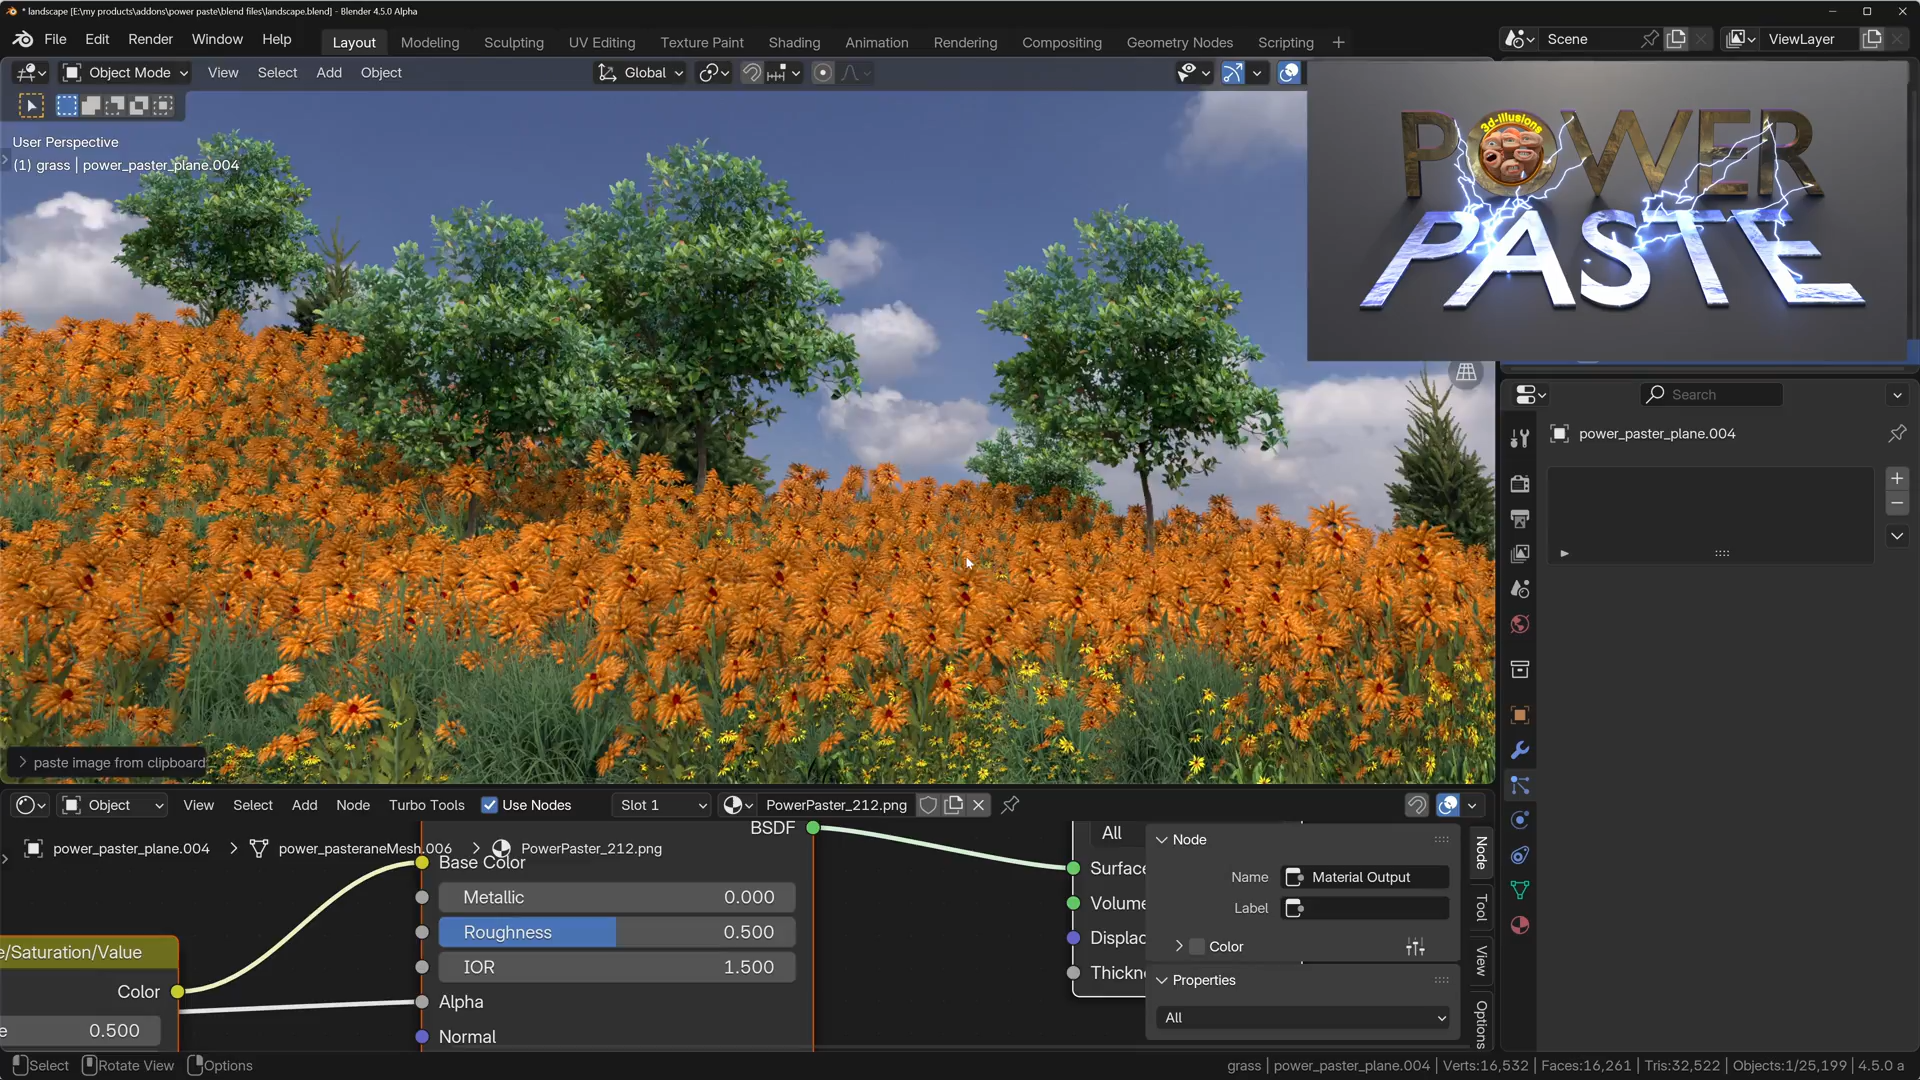 * landscape [E:\my products\addons\power paste\blend files\landscape.blend] - Blender 4.5.0 Alpha
File Edit Render Window Help Layout Modeling Sculpting UV Editing Texture Paint Shading Animation Rendering Compositing Geometry Nodes Scripting + Scene ViewLayer
Object Mode View Select Add Object Global
User Perspective
(1) grass | power_paster_plane.004
POWER
3d-illusions
PASTE
Search
power_paster_plane.004
paste image from clipboard
Object View Select Add Node Turbo Tools Use Nodes Slot 1 PowerPaster_212.png
power_paster_plane.004 > power_pasteraneMesh.006 > PowerPaster_212.png
BSDF
Base Color
Metallic 0.000
Roughness 0.500
IOR 1.500
Alpha
Normal
e/Saturation/Value
Color
e 0.500
All
Surface
Volume
Displac
Thickn
Node
Name Material Output
Label
Color
Properties
All
Node
Tool
View
Options
Select Rotate View Options
grass | power_paster_plane.004 | Verts:16,532 | Faces:16,261 | Tris:32,522 | Objects:1/25,199 | 4.5.0 a